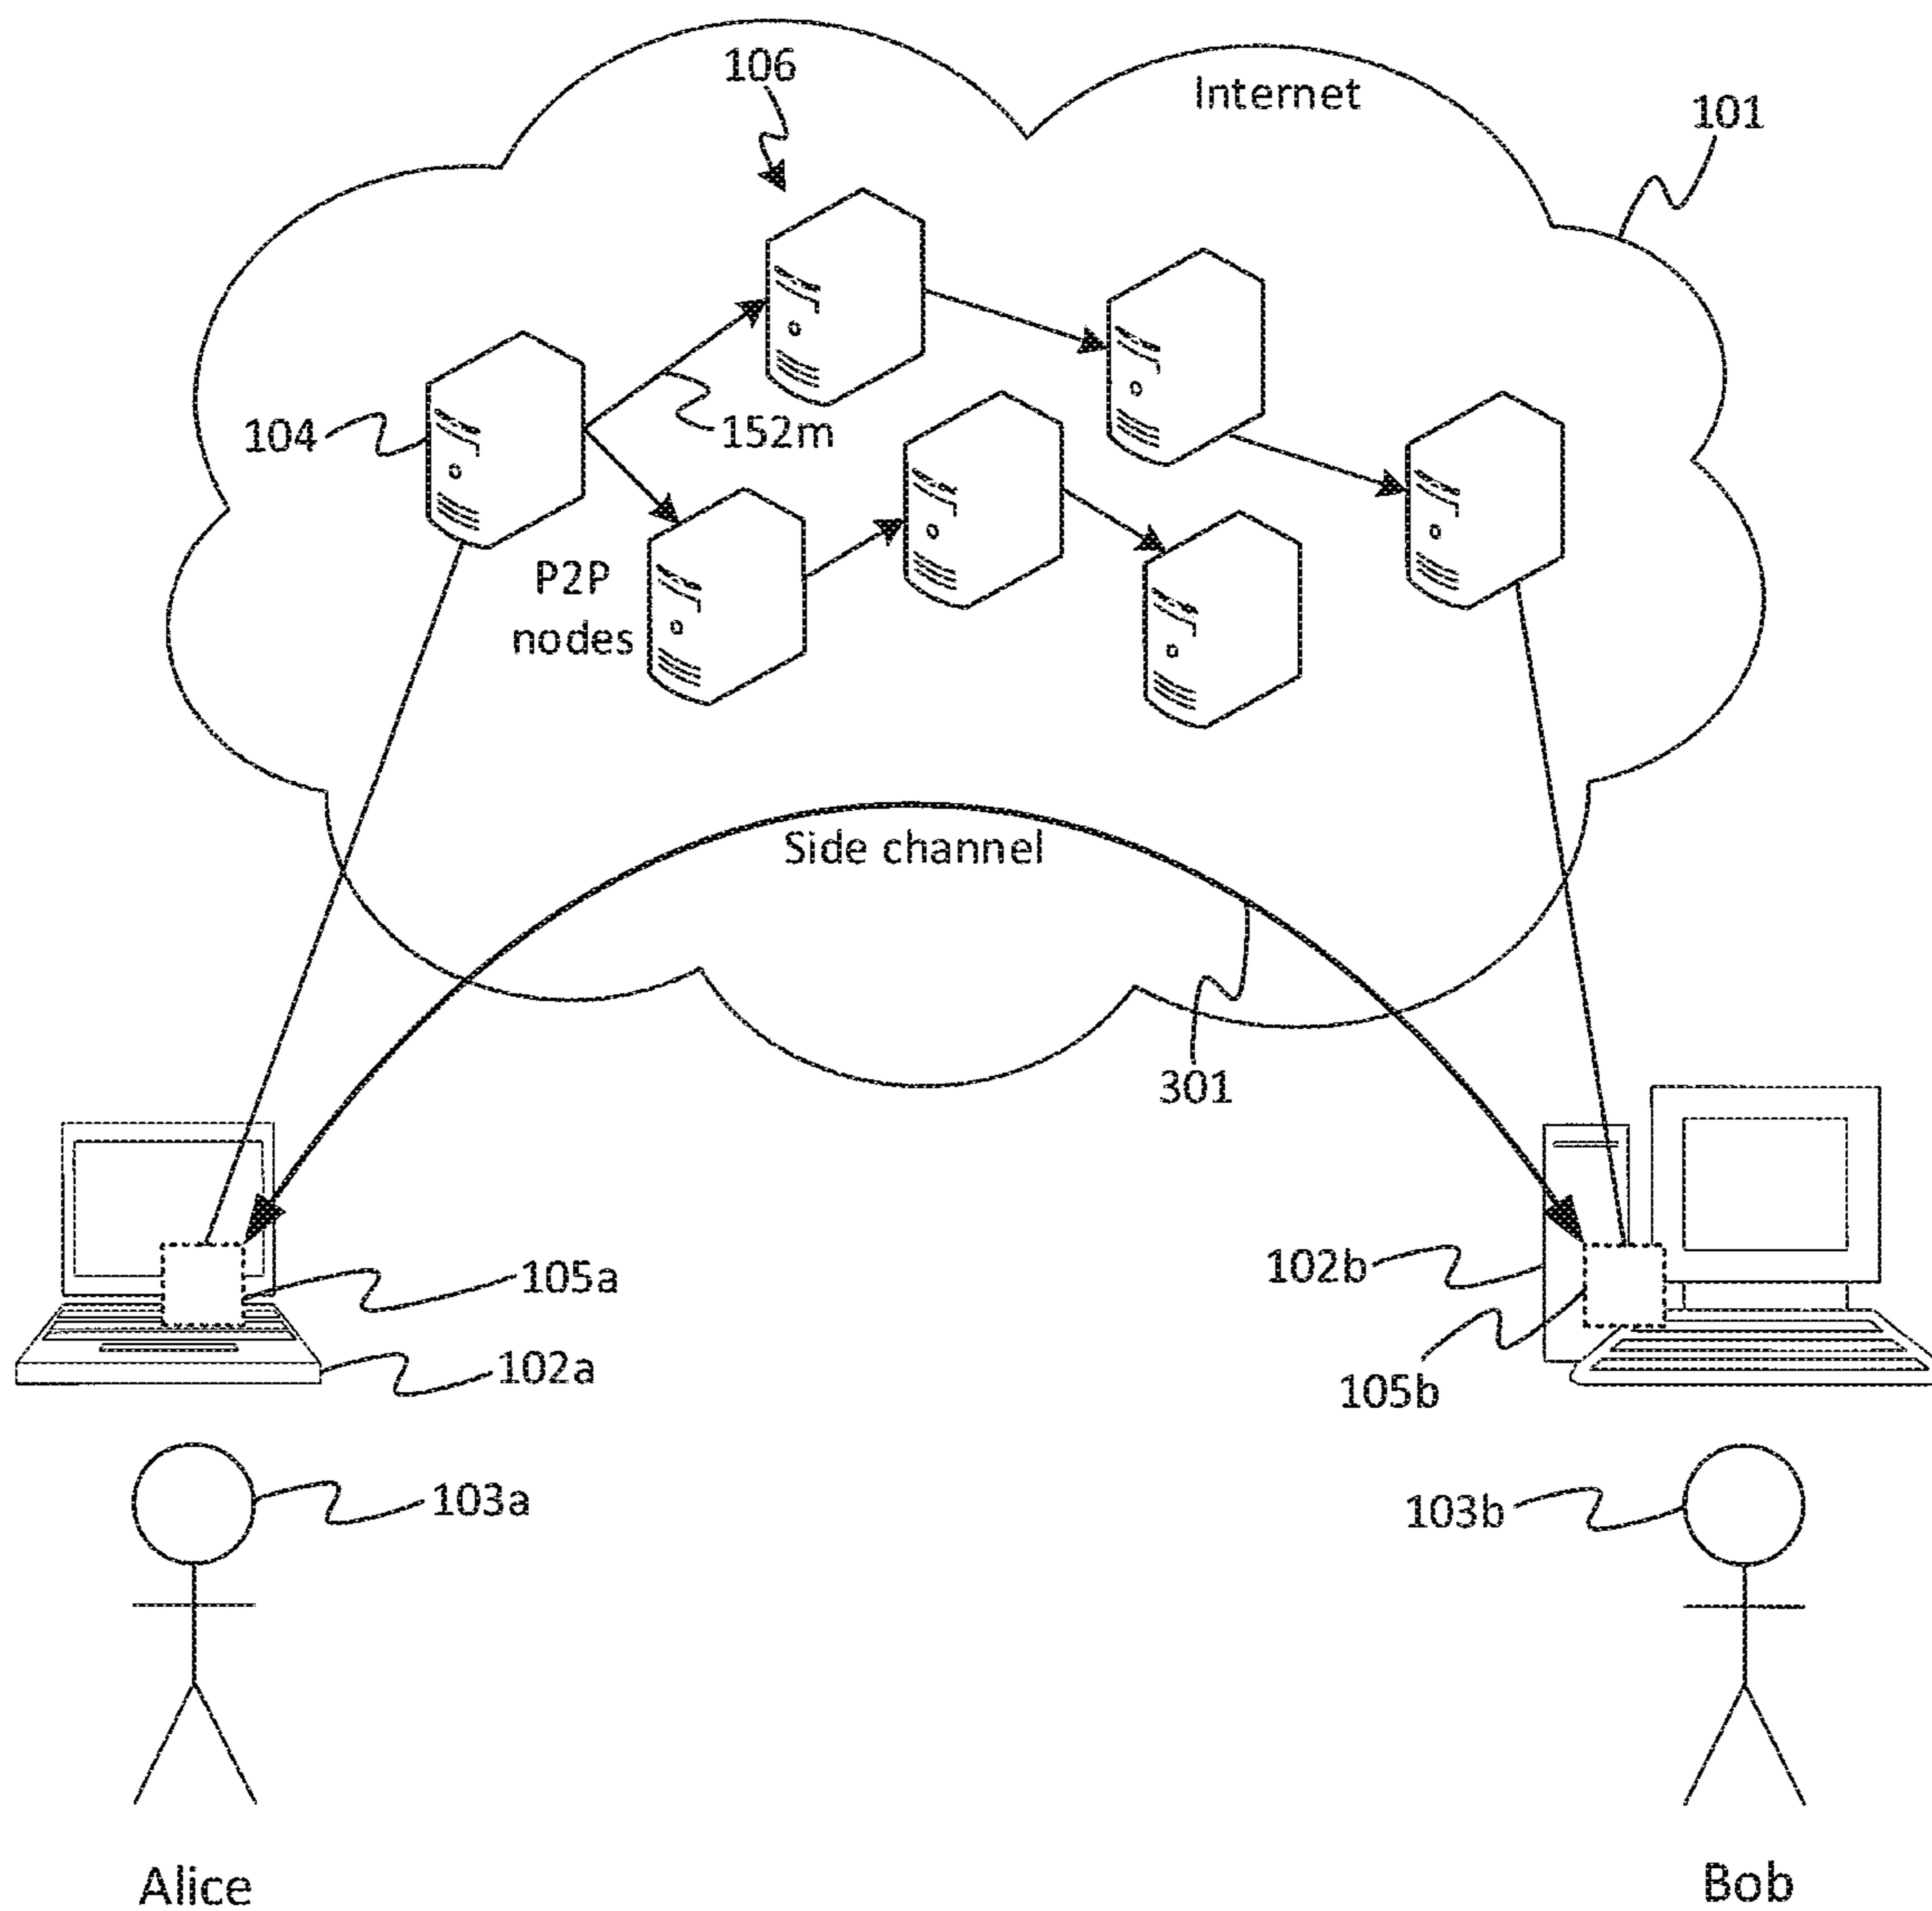 106
Internet
101
104
152m
P2P
nodes
Side channel
301
105a
102b
102a
105b
103a
103b
Alice
Bob